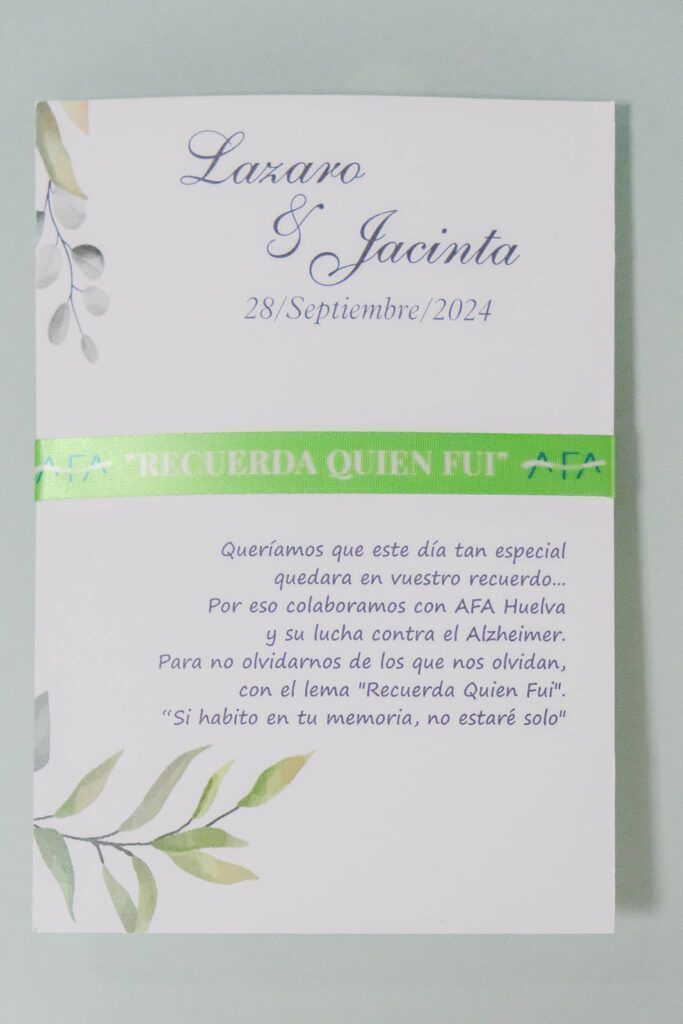 Lazaro
&
Jacinta
28/Septiembre/2024
AFA "RECUERDA QUIEN FUI" AFA
Queríamos que este día tan especial
quedara en vuestro recuerdo...
Por eso colaboramos con AFA Huelva
y su lucha contra el Alzheimer.
Para no olvidarnos de los que nos olvidan,
con el lema "Recuerda Quien Fui".
“Si habito en tu memoria, no estaré solo"